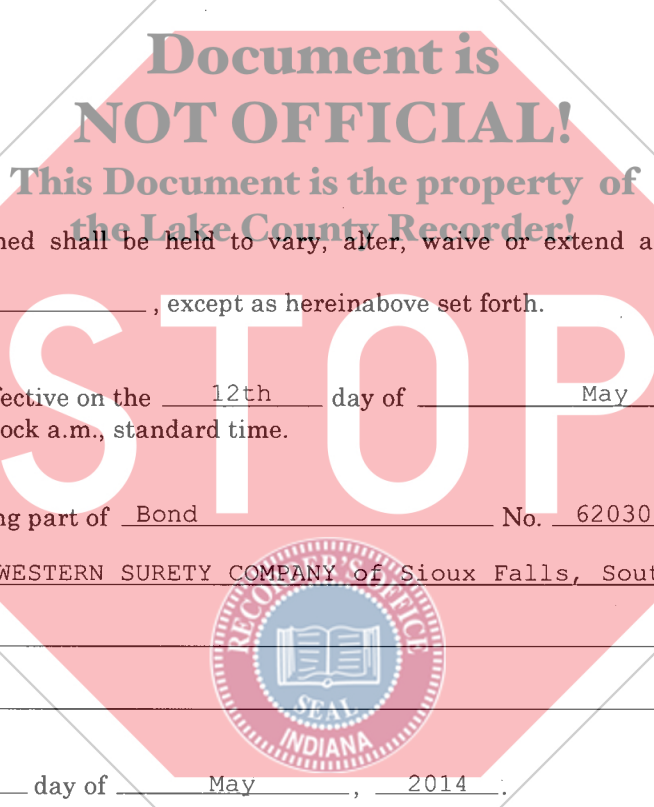 Document is
NOT OFFICIAL!
This Document is the property of
the Lake County Recorder!
ned shall be held to vary, alter, waive or extend a
, except as hereinabove set forth.
STOP
fective on the 12th day of May
ock a.m., standard time.
ng part of Bond No. 62030
WESTERN SURETY COMPANY of Sioux Falls, Sout
RECORDER'S OFFICE
SEAL
INDIANA
day of May, 2014.